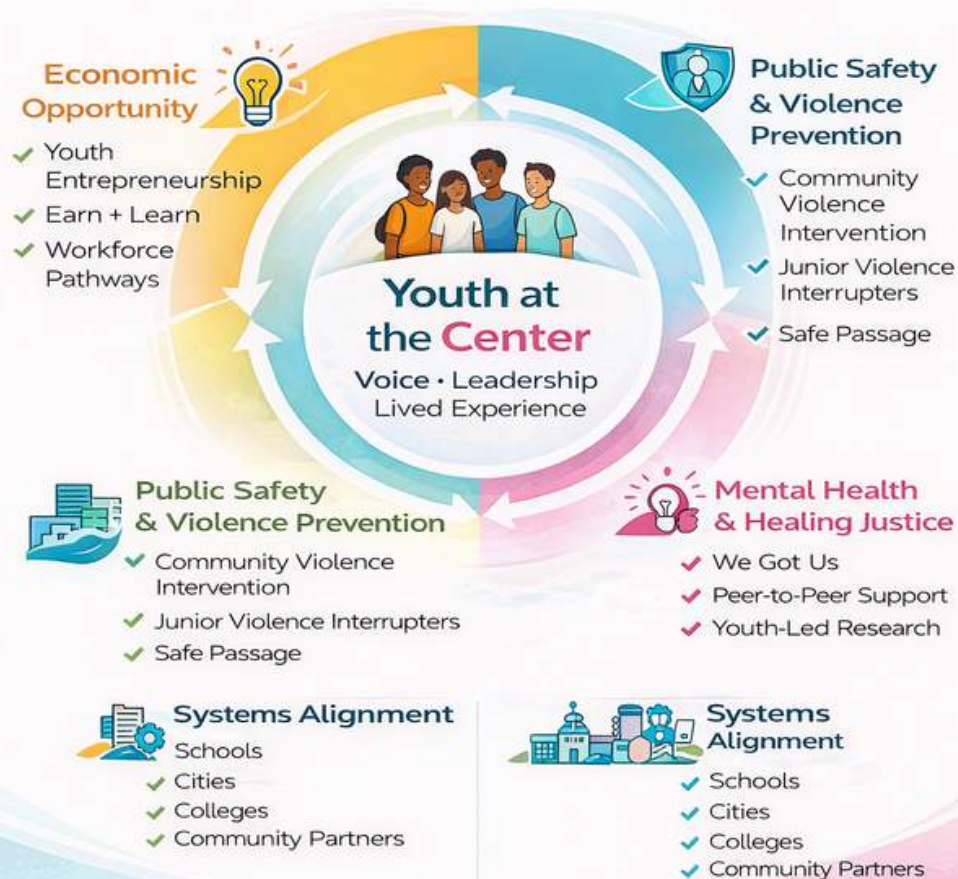 Economic
Opportunity
Youth
Entrepreneurship
Earn + Learn
Workforce
Pathways
Public Safety
& Violence
Prevention
Community
Violence
Intervention
Junior Violence
Interrupters
Safe Passage
Youth at
the Center
Voice · Leadership
Lived Experience
Public Safety
& Violence Prevention
Community Violence
Intervention
Junior Violence Interrupters
Safe Passage
Mental Health
& Healing Justice
We Got Us
Peer-to-Peer Support
Youth-Led Research
Systems Alignment
Schools
Cities
Colleges
Community Partners
Systems
Alignment
Schools
Cities
Colleges
Community Partners